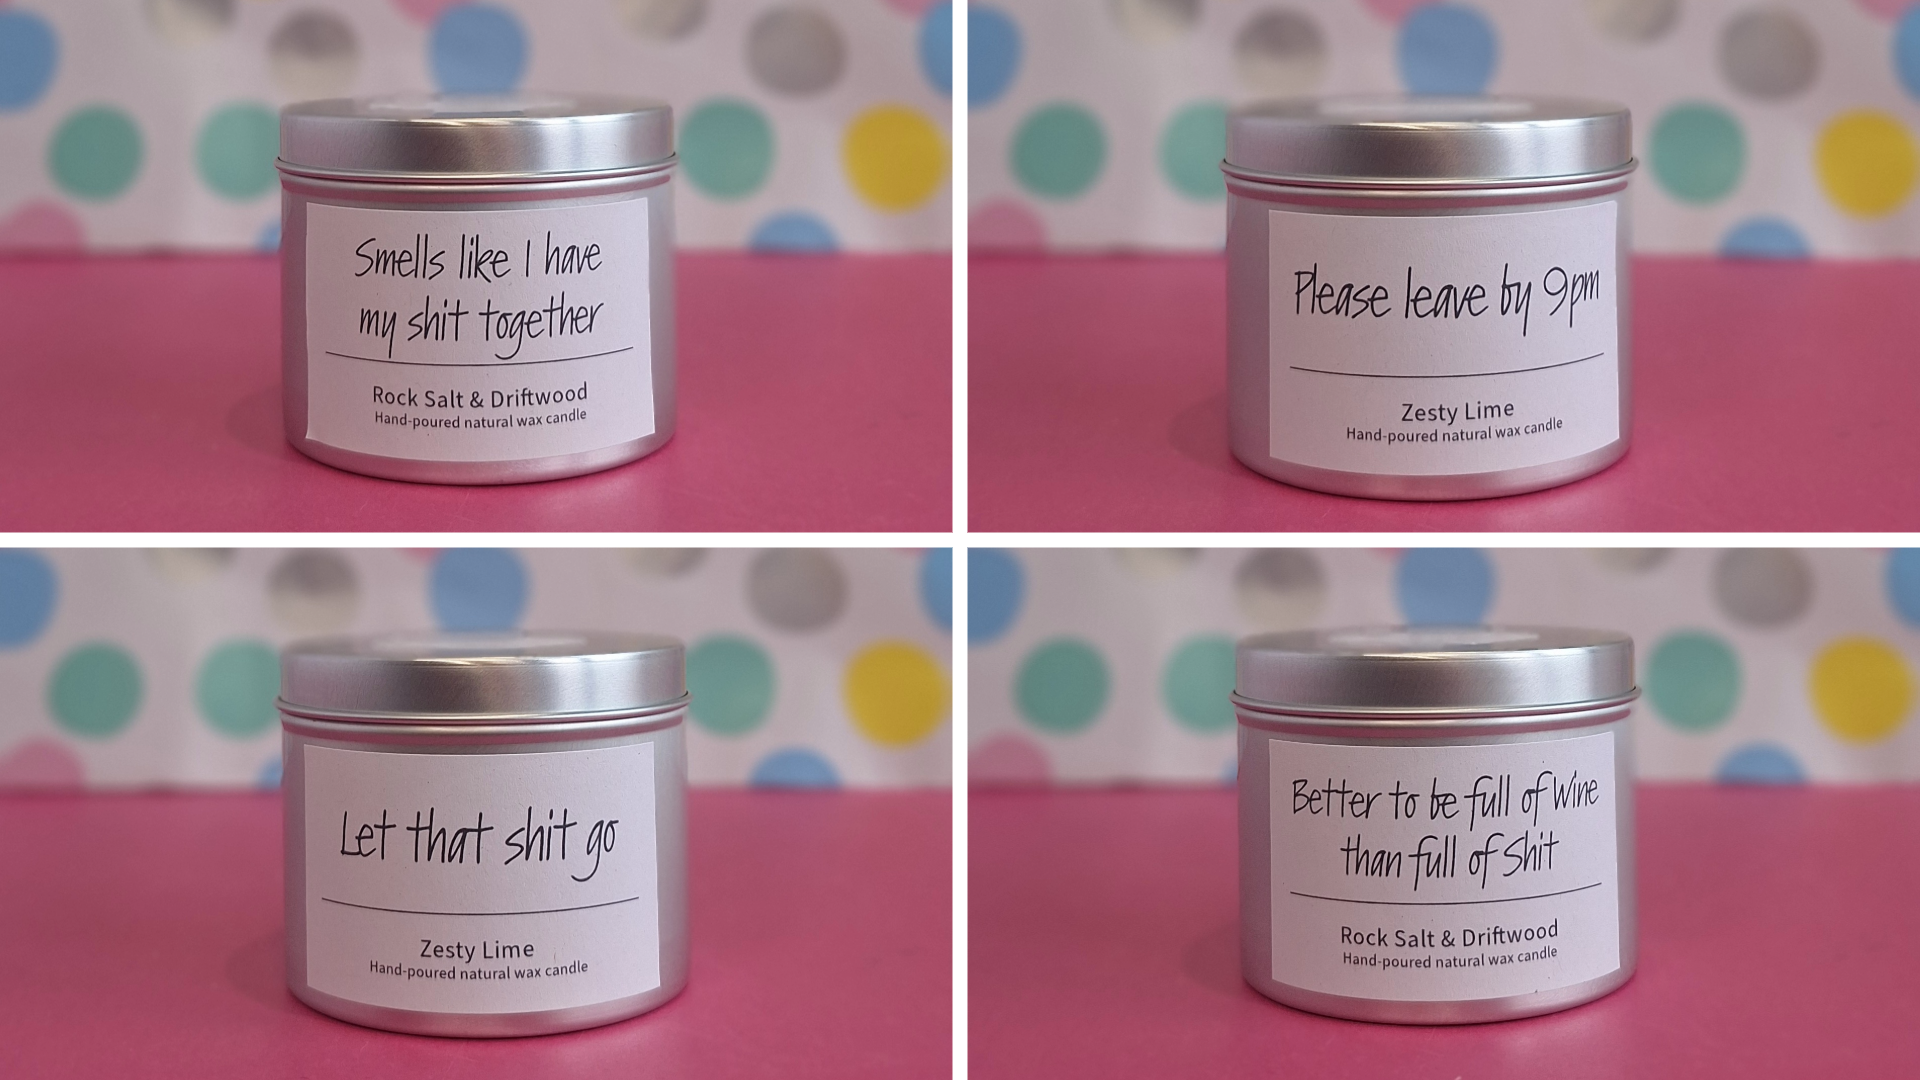 Smells like I have
my shit together
Rock Salt & Driftwood
Hand-poured natural wax candle
Please leave by 9pm
Zesty Lime
Hand-poured natural wax candle
Let that shit go
Zesty Lime
Hand-poured natural wax candle
Better to be full of Wine
than full of Shit
Rock Salt & Driftwood
Hand-poured natural wax candle